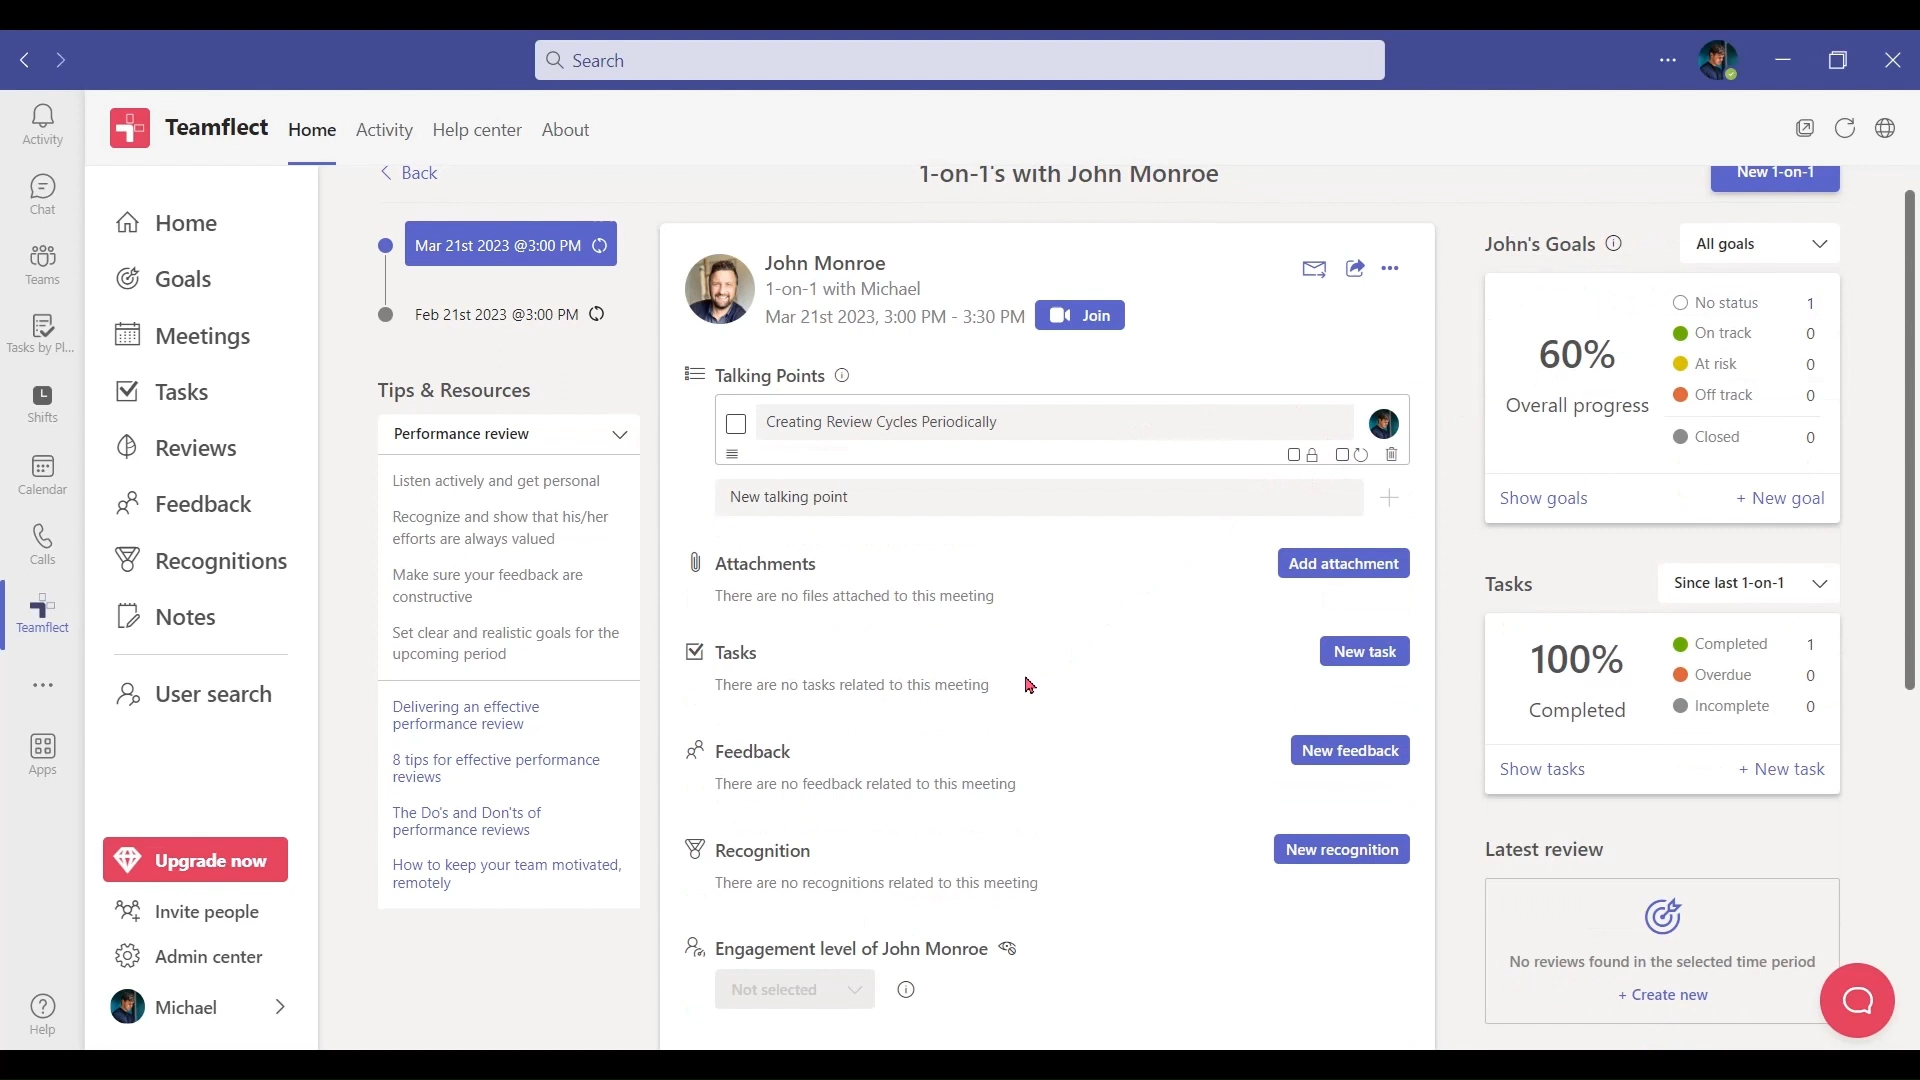 Search
Activity
Chat
Teams
Tasks by Pl...
Shifts
Calendar
Calls
Teamflect
Apps
Help
Teamflect
Home
Activity
Help center
About
Home
Goals
Meetings
Tasks
Reviews
Feedback
Recognitions
Notes
User search
Upgrade now
Invite people
Admin center
Michael
Back
1-on-1's with John Monroe
New 1-on-1
Mar 21st 2023 @3:00 PM
Feb 21st 2023 @3:00 PM
Tips & Resources
Performance review
Listen actively and get personal
Recognize and show that his/her
efforts are always valued
Make sure your feedback are
constructive
Set clear and realistic goals for the
upcoming period
Delivering an effective
performance review
8 tips for effective performance
reviews
The Do's and Don'ts of
performance reviews
How to keep your team motivated,
remotely
John Monroe
1-on-1 with Michael
Mar 21st 2023, 3:00 PM - 3:30 PM
Join
Talking Points
Creating Review Cycles Periodically
New talking point
Attachments
Add attachment
There are no files attached to this meeting
Tasks
New task
There are no tasks related to this meeting
Feedback
New feedback
There are no feedback related to this meeting
Recognition
New recognition
There are no recognitions related to this meeting
Engagement level of John Monroe
Not selected
John's Goals
All goals
60%
Overall progress
No status 1
On track 0
At risk 0
Off track 0
Closed 0
Show goals
+ New goal
Tasks
Since last 1-on-1
100%
Completed
Completed 1
Overdue 0
Incomplete 0
Show tasks
+ New task
Latest review
No reviews found in the selected time period
+ Create new